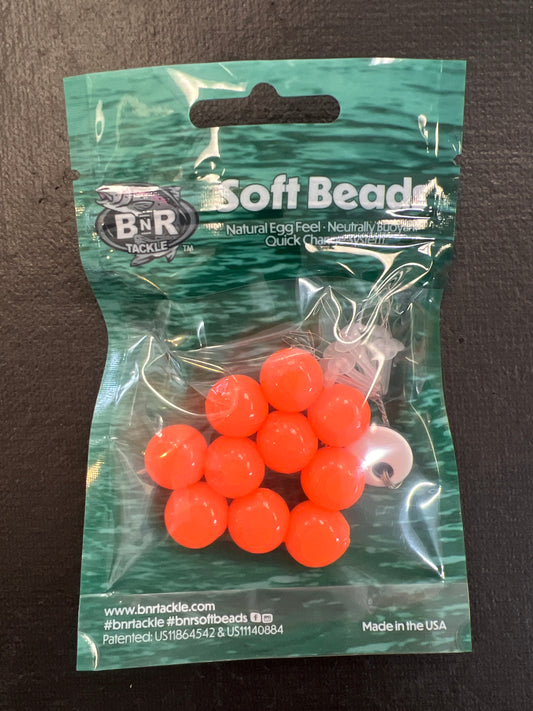 BnR
TACKLE™
Soft Beads
Natural Egg Feel · Neutrally Buoyant
Quick Change System
www.bnrtackle.com
#bnrtackle #bnrsoftbeads
Patented: US11864542 & US11140884
Made in the USA